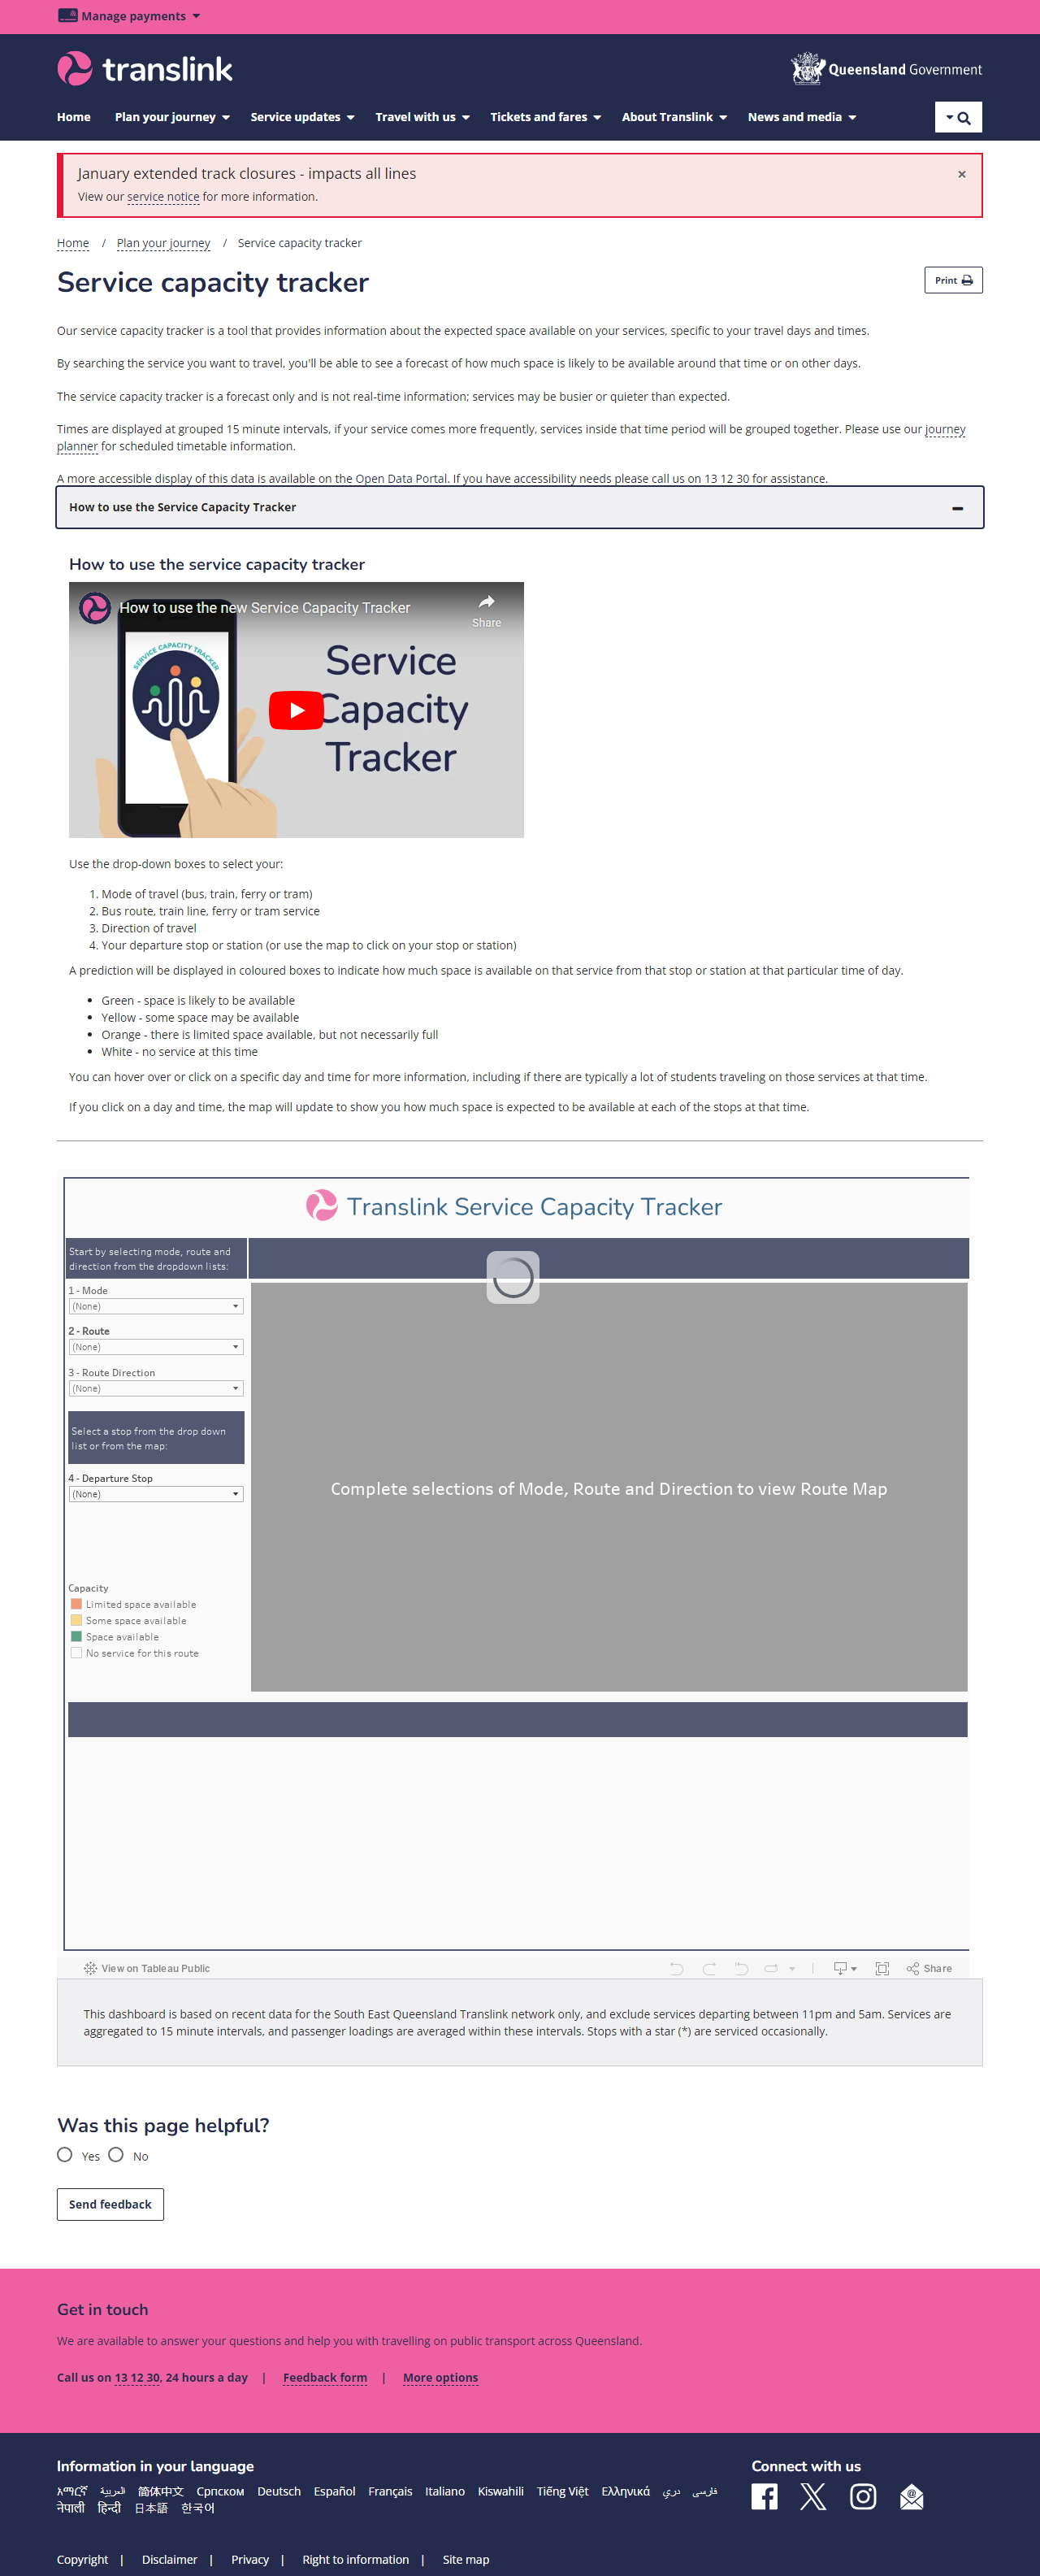 Manage payments
translink
Queensland Government
Home
Plan your journey
Service updates
Travel with us
Tickets and fares
About Translink
News and media
January extended track closures - impacts all lines
×
View our service notice for more information.
Home / Plan your journey / Service capacity tracker
Service capacity tracker
Print
Our service capacity tracker is a tool that provides information about the expected space available on your services, specific to your travel days and times.
By searching the service you want to travel, you'll be able to see a forecast of how much space is likely to be available around that time or on other days.
The service capacity tracker is a forecast only and is not real-time information; services may be busier or quieter than expected.
Times are displayed at grouped 15 minute intervals, if your service comes more frequently, services inside that time period will be grouped together. Please use our journey
planner for scheduled timetable information.
A more accessible display of this data is available on the Open Data Portal. If you have accessibility needs please call us on 13 12 30 for assistance.
How to use the Service Capacity Tracker
How to use the service capacity tracker
How to use the new Service Capacity Tracker
Share
SERVICE CAPACITY TRACKER
Service
Capacity
Tracker
Use the drop-down boxes to select your:
1. Mode of travel (bus, train, ferry or tram)
2. Bus route, train line, ferry or tram service
3. Direction of travel
4. Your departure stop or station (or use the map to click on your stop or station)
A prediction will be displayed in coloured boxes to indicate how much space is available on that service from that stop or station at that particular time of day.
• Green - space is likely to be available
• Yellow - some space may be available
• Orange - there is limited space available, but not necessarily full
• White - no service at this time
You can hover over or click on a specific day and time for more information, including if there are typically a lot of students traveling on those services at that time.
If you click on a day and time, the map will update to show you how much space is expected to be available at each of the stops at that time.
Translink Service Capacity Tracker
Start by selecting mode, route and
direction from the dropdown lists:
1 - Mode
(None)
2 - Route
(None)
3 - Route Direction
(None)
Select a stop from the drop down
list or from the map:
4 - Departure Stop
(None)
Complete selections of Mode, Route and Direction to view Route Map
Capacity
Limited space available
Some space available
Space available
No service for this route
View on Tableau Public
Share
This dashboard is based on recent data for the South East Queensland Translink network only, and exclude services departing between 11pm and 5am. Services are
aggregated to 15 minute intervals, and passenger loadings are averaged within these intervals. Stops with a star (*) are serviced occasionally.
Was this page helpful?
Yes
No
Send feedback
Get in touch
We are available to answer your questions and help you with travelling on public transport across Queensland.
Call us on 13 12 30, 24 hours a day | Feedback form | More options
Information in your language
አማርኛ العربية 简体中文 Српском Deutsch Español Français Italiano Kiswahili Tiếng Việt Ελληνικά دري فارسی
नेपाली हिन्दी 日本語 한국어
Connect with us
Copyright | Disclaimer | Privacy | Right to information | Site map